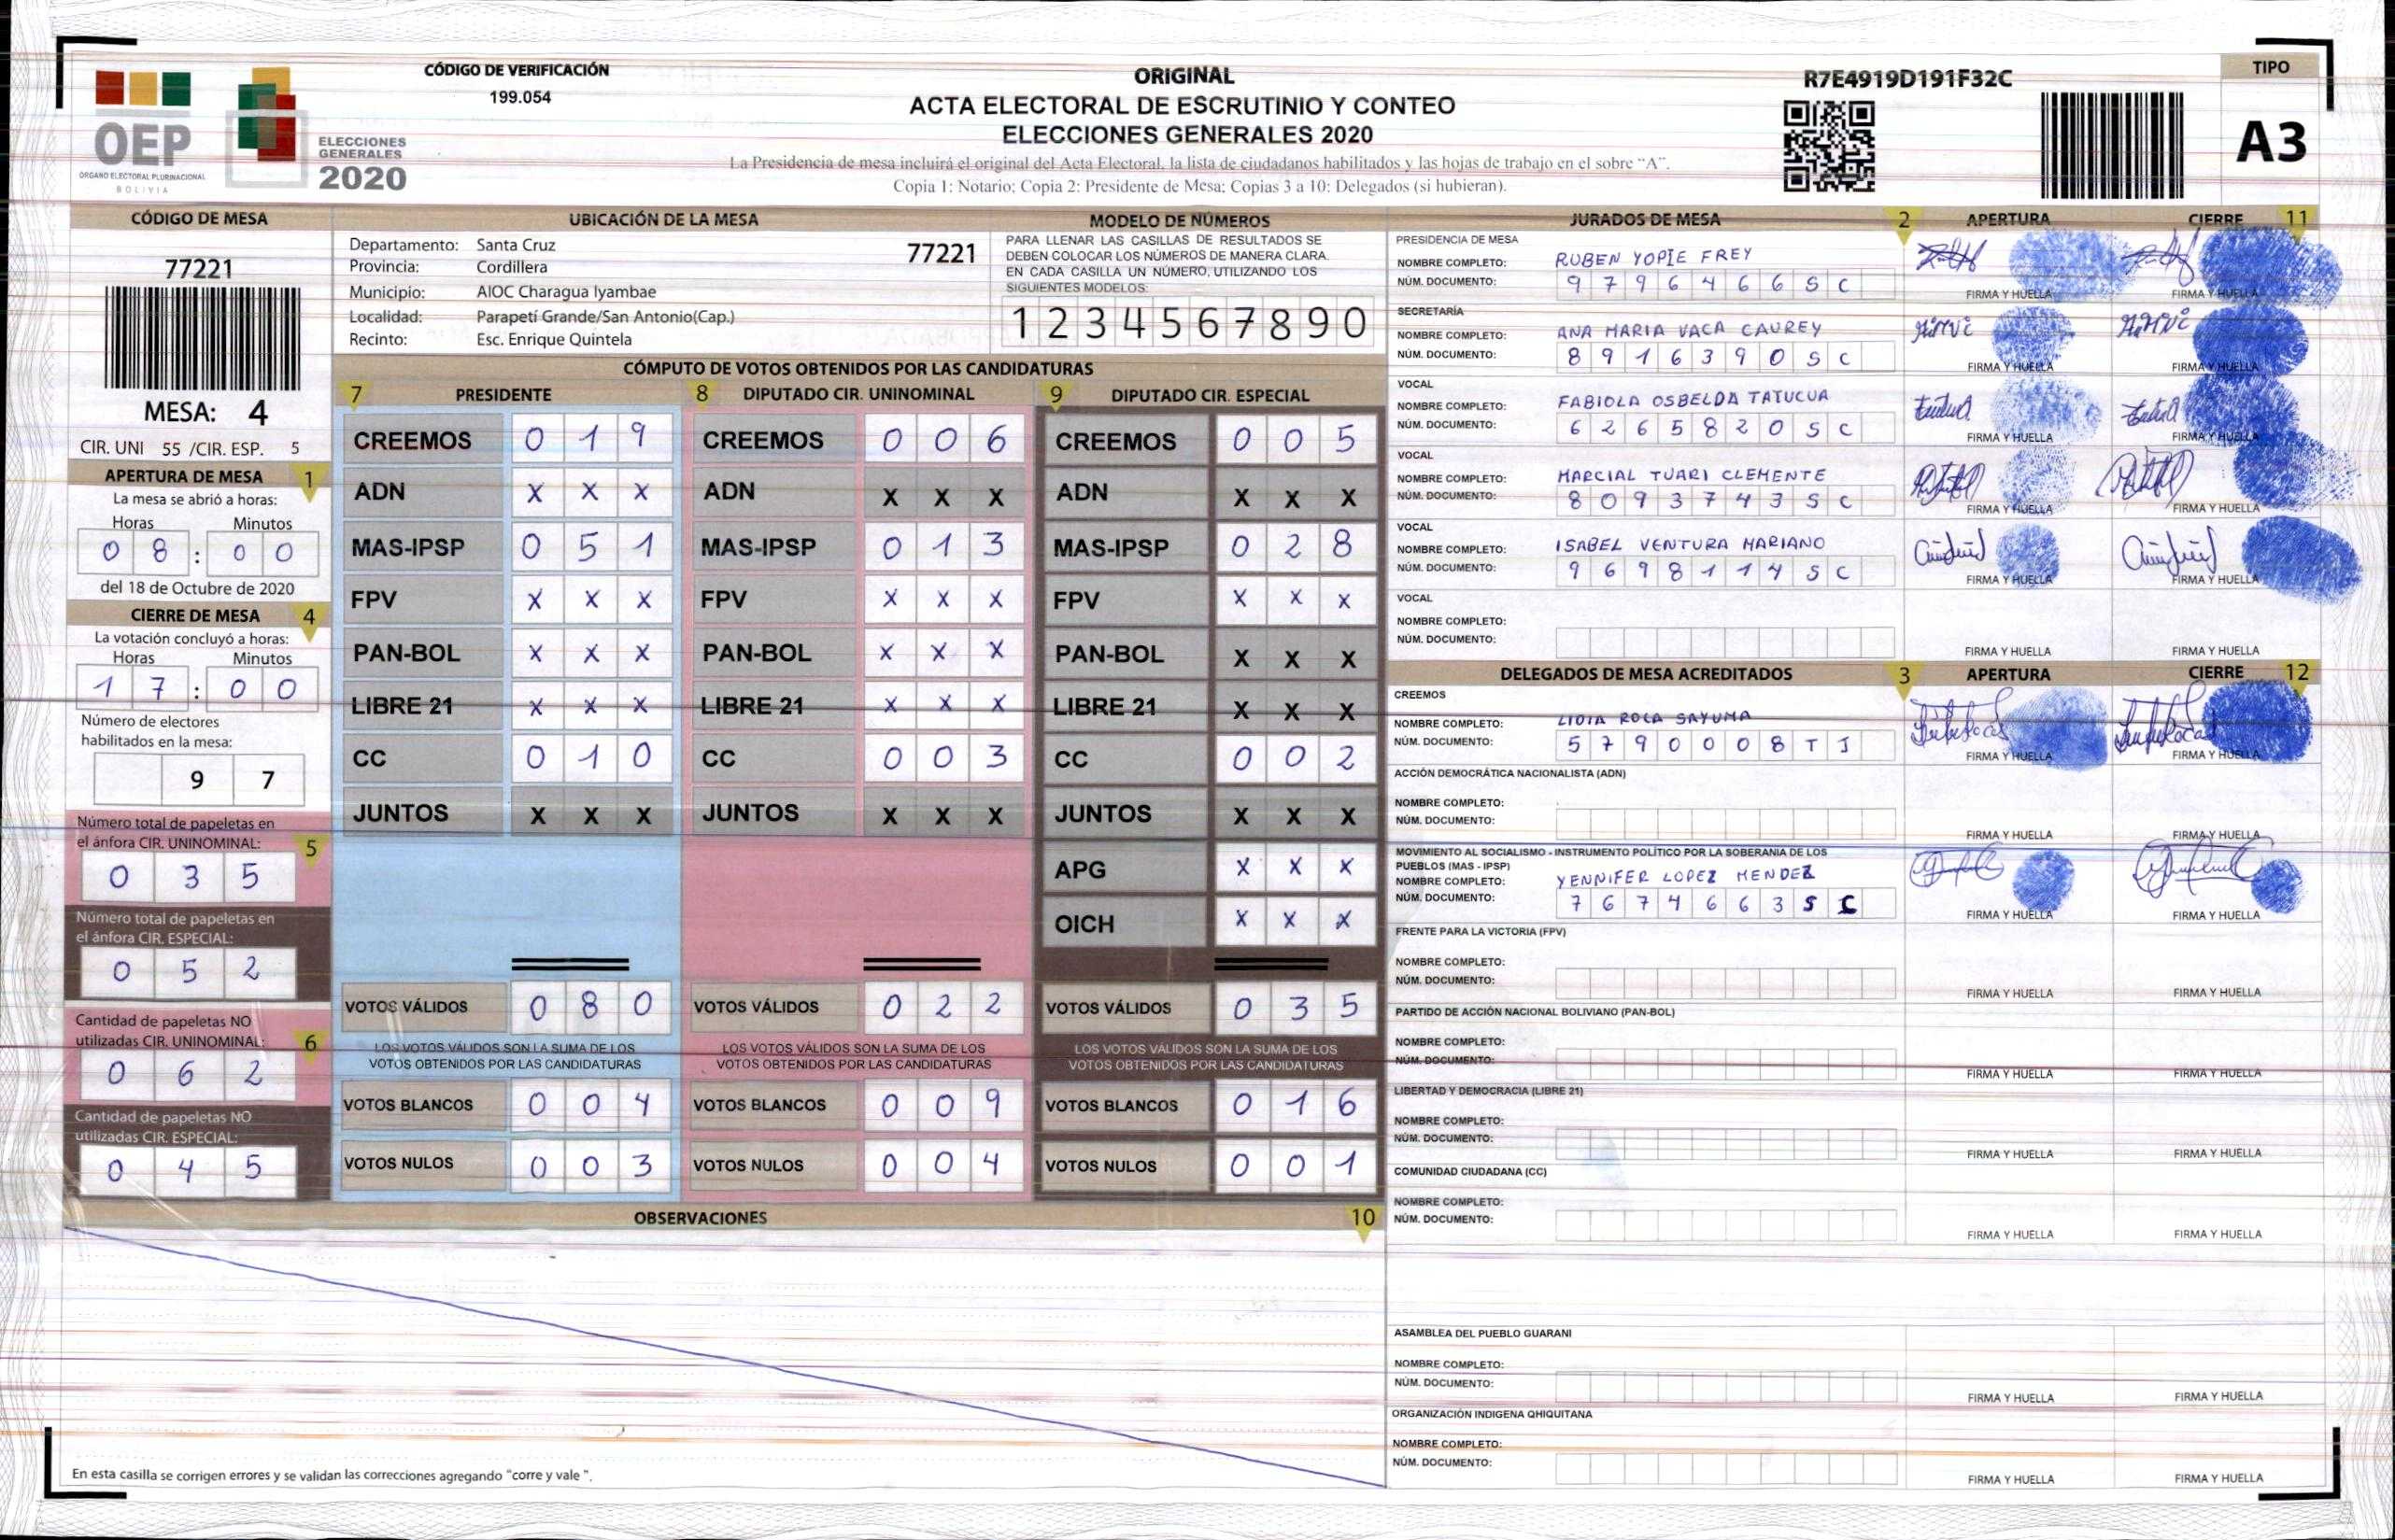 CÓDIGO DE VERIFICACIÓN
199.054
ORIGINAL
ACTA ELECTORAL DE ESCRUTINIO Y CONTEO
ELECCIONES GENERALES 2020
La Presidencia de mesa incluirá el original del Acta Electoral, la lista de ciudadanos habilitados y las hojas de trabajo en el sobre "A".
Copia 1: Notario; Copia 2: Presidente de Mesa; Copias 3 a 10: Delegados (si hubieran).
R7E4919D191F32C
TIPO
A3
OEP
ORGANO ELECTORAL PLURINACIONAL
BOLIVIA
ELECCIONES
GENERALES
2020
CÓDIGO DE MESA
77221
MESA: 4
CIR. UNI 55 /CIR. ESP. 5
APERTURA DE MESA 1
La mesa se abrió a horas:
Horas Minutos
0 8 : 0 0
del 18 de Octubre de 2020
CIERRE DE MESA 4
La votación concluyó a horas:
Horas Minutos
1 7 : 0 0
Número de electores
habilitados en la mesa:
9 7
Número total de papeletas en
el ánfora CIR. UNINOMINAL: 5
0 3 5
Número total de papeletas en
el ánfora CIR. ESPECIAL:
0 5 2
Cantidad de papeletas NO
utilizadas CIR. UNINOMINAL: 6
0 6 2
Cantidad de papeletas NO
utilizadas CIR. ESPECIAL:
0 4 5
UBICACIÓN DE LA MESA
Departamento: Santa Cruz 77221
Provincia: Cordillera
Municipio: AIOC Charagua Iyambae
Localidad: Parapetí Grande/San Antonio(Cap.)
Recinto: Esc. Enrique Quintela
MODELO DE NÚMEROS
PARA LLENAR LAS CASILLAS DE RESULTADOS SE
DEBEN COLOCAR LOS NÚMEROS DE MANERA CLARA.
EN CADA CASILLA UN NÚMERO, UTILIZANDO LOS
SIGUIENTES MODELOS:
1 2 3 4 5 6 7 8 9 0
CÓMPUTO DE VOTOS OBTENIDOS POR LAS CANDIDATURAS
7 PRESIDENTE
CREEMOS 0 1 9
ADN X X X
MAS-IPSP 0 5 1
FPV X X X
PAN-BOL X X X
LIBRE 21 X X X
CC 0 1 0
JUNTOS X X X
VOTOS VÁLIDOS 0 8 0
LOS VOTOS VÁLIDOS SON LA SUMA DE LOS
VOTOS OBTENIDOS POR LAS CANDIDATURAS
VOTOS BLANCOS 0 0 4
VOTOS NULOS 0 0 3
8 DIPUTADO CIR. UNINOMINAL
CREEMOS 0 0 6
ADN X X X
MAS-IPSP 0 1 3
FPV X X X
PAN-BOL X X X
LIBRE 21 X X X
CC 0 0 3
JUNTOS X X X
VOTOS VÁLIDOS 0 2 2
LOS VOTOS VÁLIDOS SON LA SUMA DE LOS
VOTOS OBTENIDOS POR LAS CANDIDATURAS
VOTOS BLANCOS 0 0 9
VOTOS NULOS 0 0 4
9 DIPUTADO CIR. ESPECIAL
CREEMOS 0 0 5
ADN X X X
MAS-IPSP 0 2 8
FPV X X X
PAN-BOL X X X
LIBRE 21 X X X
CC 0 0 2
JUNTOS X X X
APG X X X
OICH X X X
VOTOS VÁLIDOS 0 3 5
LOS VOTOS VÁLIDOS SON LA SUMA DE LOS
VOTOS OBTENIDOS POR LAS CANDIDATURAS
VOTOS BLANCOS 0 1 6
VOTOS NULOS 0 0 1
OBSERVACIONES 10
En esta casilla se corrigen errores y se validan las correcciones agregando "corre y vale ".
JURADOS DE MESA 2 APERTURA CIERRE 11
PRESIDENCIA DE MESA
NOMBRE COMPLETO: RUBEN YOPIE FREY
NÚM. DOCUMENTO: 9 7 9 6 4 6 6 S C FIRMA Y HUELLA FIRMA Y HUELLA
SECRETARÍA
NOMBRE COMPLETO: ANA MARIA VACA CAUREY
NÚM. DOCUMENTO: 8 9 1 6 3 9 0 S C FIRMA Y HUELLA FIRMA Y HUELLA
VOCAL
NOMBRE COMPLETO: FABIOLA OSBELDA TATUCUA
NÚM. DOCUMENTO: 6 2 6 5 8 2 0 S C FIRMA Y HUELLA FIRMA Y HUELLA
VOCAL
NOMBRE COMPLETO: MARCIAL TUARI CLEMENTE
NÚM. DOCUMENTO: 8 0 9 3 7 4 3 S C FIRMA Y HUELLA FIRMA Y HUELLA
VOCAL
NOMBRE COMPLETO: ISABEL VENTURA MARIANO
NÚM. DOCUMENTO: 9 6 9 8 1 1 4 S C FIRMA Y HUELLA FIRMA Y HUELLA
VOCAL
NOMBRE COMPLETO:
NÚM. DOCUMENTO: FIRMA Y HUELLA FIRMA Y HUELLA
DELEGADOS DE MESA ACREDITADOS 3 APERTURA CIERRE 12
CREEMOS
NOMBRE COMPLETO: LIDIA ROCA SAYUMA
NÚM. DOCUMENTO: 5 7 9 0 0 0 8 T J FIRMA Y HUELLA FIRMA Y HUELLA
ACCIÓN DEMOCRÁTICA NACIONALISTA (ADN)
NOMBRE COMPLETO:
NÚM. DOCUMENTO: FIRMA Y HUELLA FIRMA Y HUELLA
MOVIMIENTO AL SOCIALISMO - INSTRUMENTO POLÍTICO POR LA SOBERANIA DE LOS
PUEBLOS (MAS - IPSP)
NOMBRE COMPLETO: YENNIFER LOPEZ MENDEZ
NÚM. DOCUMENTO: 7 6 7 4 6 6 3 S C FIRMA Y HUELLA FIRMA Y HUELLA
FRENTE PARA LA VICTORIA (FPV)
NOMBRE COMPLETO:
NÚM. DOCUMENTO: FIRMA Y HUELLA FIRMA Y HUELLA
PARTIDO DE ACCIÓN NACIONAL BOLIVIANO (PAN-BOL)
NOMBRE COMPLETO:
NÚM. DOCUMENTO: FIRMA Y HUELLA FIRMA Y HUELLA
LIBERTAD Y DEMOCRACIA (LIBRE 21)
NOMBRE COMPLETO:
NÚM. DOCUMENTO: FIRMA Y HUELLA FIRMA Y HUELLA
COMUNIDAD CIUDADANA (CC)
NOMBRE COMPLETO:
NÚM. DOCUMENTO: FIRMA Y HUELLA FIRMA Y HUELLA
ASAMBLEA DEL PUEBLO GUARANI
NOMBRE COMPLETO:
NÚM. DOCUMENTO: FIRMA Y HUELLA FIRMA Y HUELLA
ORGANIZACIÓN INDIGENA QHIQUITANA
NOMBRE COMPLETO:
NÚM. DOCUMENTO: FIRMA Y HUELLA FIRMA Y HUELLA